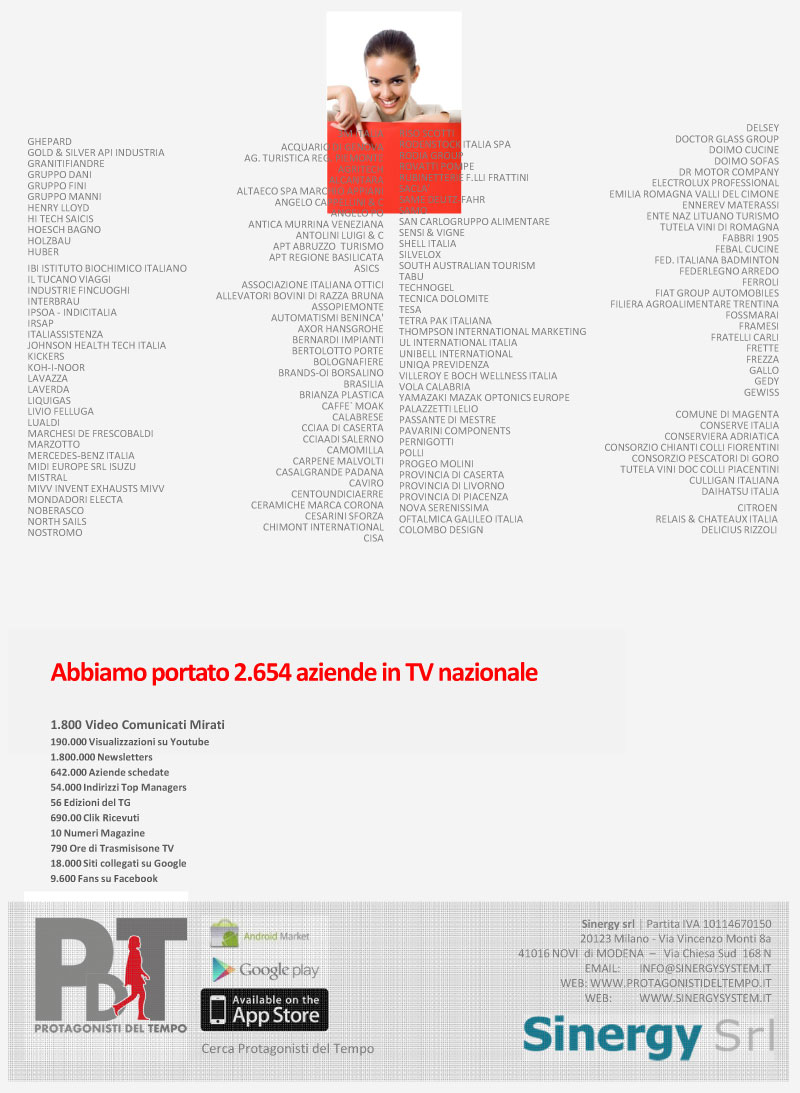 GHEPARD
GOLD & SILVER API INDUSTRIA
GRANITIFIANDRE
GRUPPO DANI
GRUPPO FINI
GRUPPO MANNI
HENRY LLOYD
HI TECH SAICIS
HOESCH BAGNO
HOLZBAU
HUBER
IBI ISTITUTO BIOCHIMICO ITALIANO
IL TUCANO VIAGGI
INDUSTRIE FINCUOGHI
INTERBRAU
IPSOA - INDICITALIA
IRSAP
ITALIASSISTENZA
JOHNSON HEALTH TECH ITALIA
KICKERS
KOH-I-NOOR
LAVAZZA
LAVERDA
LIQUIGAS
LIVIO FELLUGA
LUALDI
MARCHESI DE FRESCOBALDI
MARZOTTO
MERCEDES-BENZ ITALIA
MIDI EUROPE SRL ISUZU
MISTRAL
MIVV INVENT EXHAUSTS MIVV
MONDADORI ELECTA
NOBERASCO
NORTH SAILS
NOSTROMO
ACQUARIO DI GENOVA
AG. TURISTICA REG. PIEMONTE
ALCANTARA
ALTAECO SPA MARCHIO APPIANI
ANGELO CAPPELLINI & C
ANGELO PO
ANTICA MURRINA VENEZIANA
ANTOLINI LUIGI & C
APT ABRUZZO TURISMO
APT REGIONE BASILICATA
ASICS
ASSOCIAZIONE ITALIANA OTTICI
ALLEVATORI BOVINI DI RAZZA BRUNA
ASSOPIEMONTE
AUTOMATISMI BENINCA'
AXOR HANSGROHE
BERNARDI IMPIANTI
BERTOLOTTO PORTE
BOLOGNAFIERE
BRANDS-OI BORSALINO
BRASILIA
BRIANZA PLASTICA
CAFFE` MOAK
CALABRESE
CCIAA DI CASERTA
CCIAADI SALERNO
CAMOMILLA
CARPENE MALVOLTI
CASALGRANDE PADANA
CAVIRO
CENTOUNDICIAERRE
CERAMICHE MARCA CORONA
CESARINI SFORZA
CHIMONT INTERNATIONAL
CISA
RISO SCOTTI
RODENSTOCK ITALIA SPA
RODIA GROUP
ROVATTI POMPE
RUBINETTERIE F.LLI FRATTINI
SACLA'
SAME DEUTZ FAHR
SAN CARLOGRUPPO ALIMENTARE
SENSI & VIGNE
SHELL ITALIA
SILVELOX
SOUTH AUSTRALIAN TOURISM
TABU
TECHNOGEL
TECNICA DOLOMITE
TESA
TETRA PAK ITALIANA
THOMPSON INTERNATIONAL MARKETING
UL INTERNATIONAL ITALIA
UNIBELL INTERNATIONAL
UNIQA PREVIDENZA
VILLEROY E BOCH WELLNESS ITALIA
VOLA CALABRIA
YAMAZAKI MAZAK OPTONICS EUROPE
PALAZZETTI LELIO
PASSANTE DI MESTRE
PAVARINI COMPONENTS
PERNIGOTTI
POLLI
PROGEO MOLINI
PROVINCIA DI CASERTA
PROVINCIA DI LIVORNO
PROVINCIA DI PIACENZA
NOVA SERENISSIMA
OFTALMICA GALILEO ITALIA
COLOMBO DESIGN
DELSEY
DOCTOR GLASS GROUP
DOIMO CUCINE
DOIMO SOFAS
DR MOTOR COMPANY
ELECTROLUX PROFESSIONAL
EMILIA ROMAGNA VALLI DEL CIMONE
ENNEREV MATERASSI
ENTE NAZ LITUANO TURISMO
TUTELA VINI DI ROMAGNA
FABBRI 1905
FEBAL CUCINE
FED. ITALIANA BADMINTON
FEDERLEGNO ARREDO
FERROLI
FIAT GROUP AUTOMOBILES
FILIERA AGROALIMENTARE TRENTINA
FOSSMARAI
FRAMESI
FRATELLI CARLI
FRETTE
FREZZA
GALLO
GEDY
GEWISS
COMUNE DI MAGENTA
CONSERVE ITALIA
CONSERVIERA ADRIATICA
CONSORZIO CHIANTI COLLI FIORENTINI
CONSORZIO PESCATORI DI GORO
TUTELA VINI DOC COLLI PIACENTINI
CULLIGAN ITALIANA
DAIHATSU ITALIA
CITROEN
RELAIS & CHATEAUX ITALIA
DELICIUS RIZZOLI
Abbiamo portato 2.654 aziende in TV nazionale
1.800 Video Comunicati Mirati
190.000 Visualizzazioni su Youtube
1.800.000 Newsletters
642.000 Aziende schedate
54.000 Indirizzi Top Managers
56 Edizioni del TG
690.00 Clik Ricevuti
10 Numeri Magazine
790 Ore di Trasmisisone TV
18.000 Siti collegati su Google
9.600 Fans su Facebook
PDT
PROTAGONISTI DEL TEMPO
Android Market
Google play
Available on the
App Store
Cerca Protagonisti del Tempo
Sinergy srl | Partita IVA 10114670150
20123 Milano - Via Vincenzo Monti 8a
41016 NOVI di MODENA – Via Chiesa Sud 168 N
EMAIL: INFO@SINERGYSYSTEM.IT
WEB: WWW.PROTAGONISTIDELTEMPO.IT
WEB: WWW.SINERGYSYSTEM.IT
Sinergy Srl